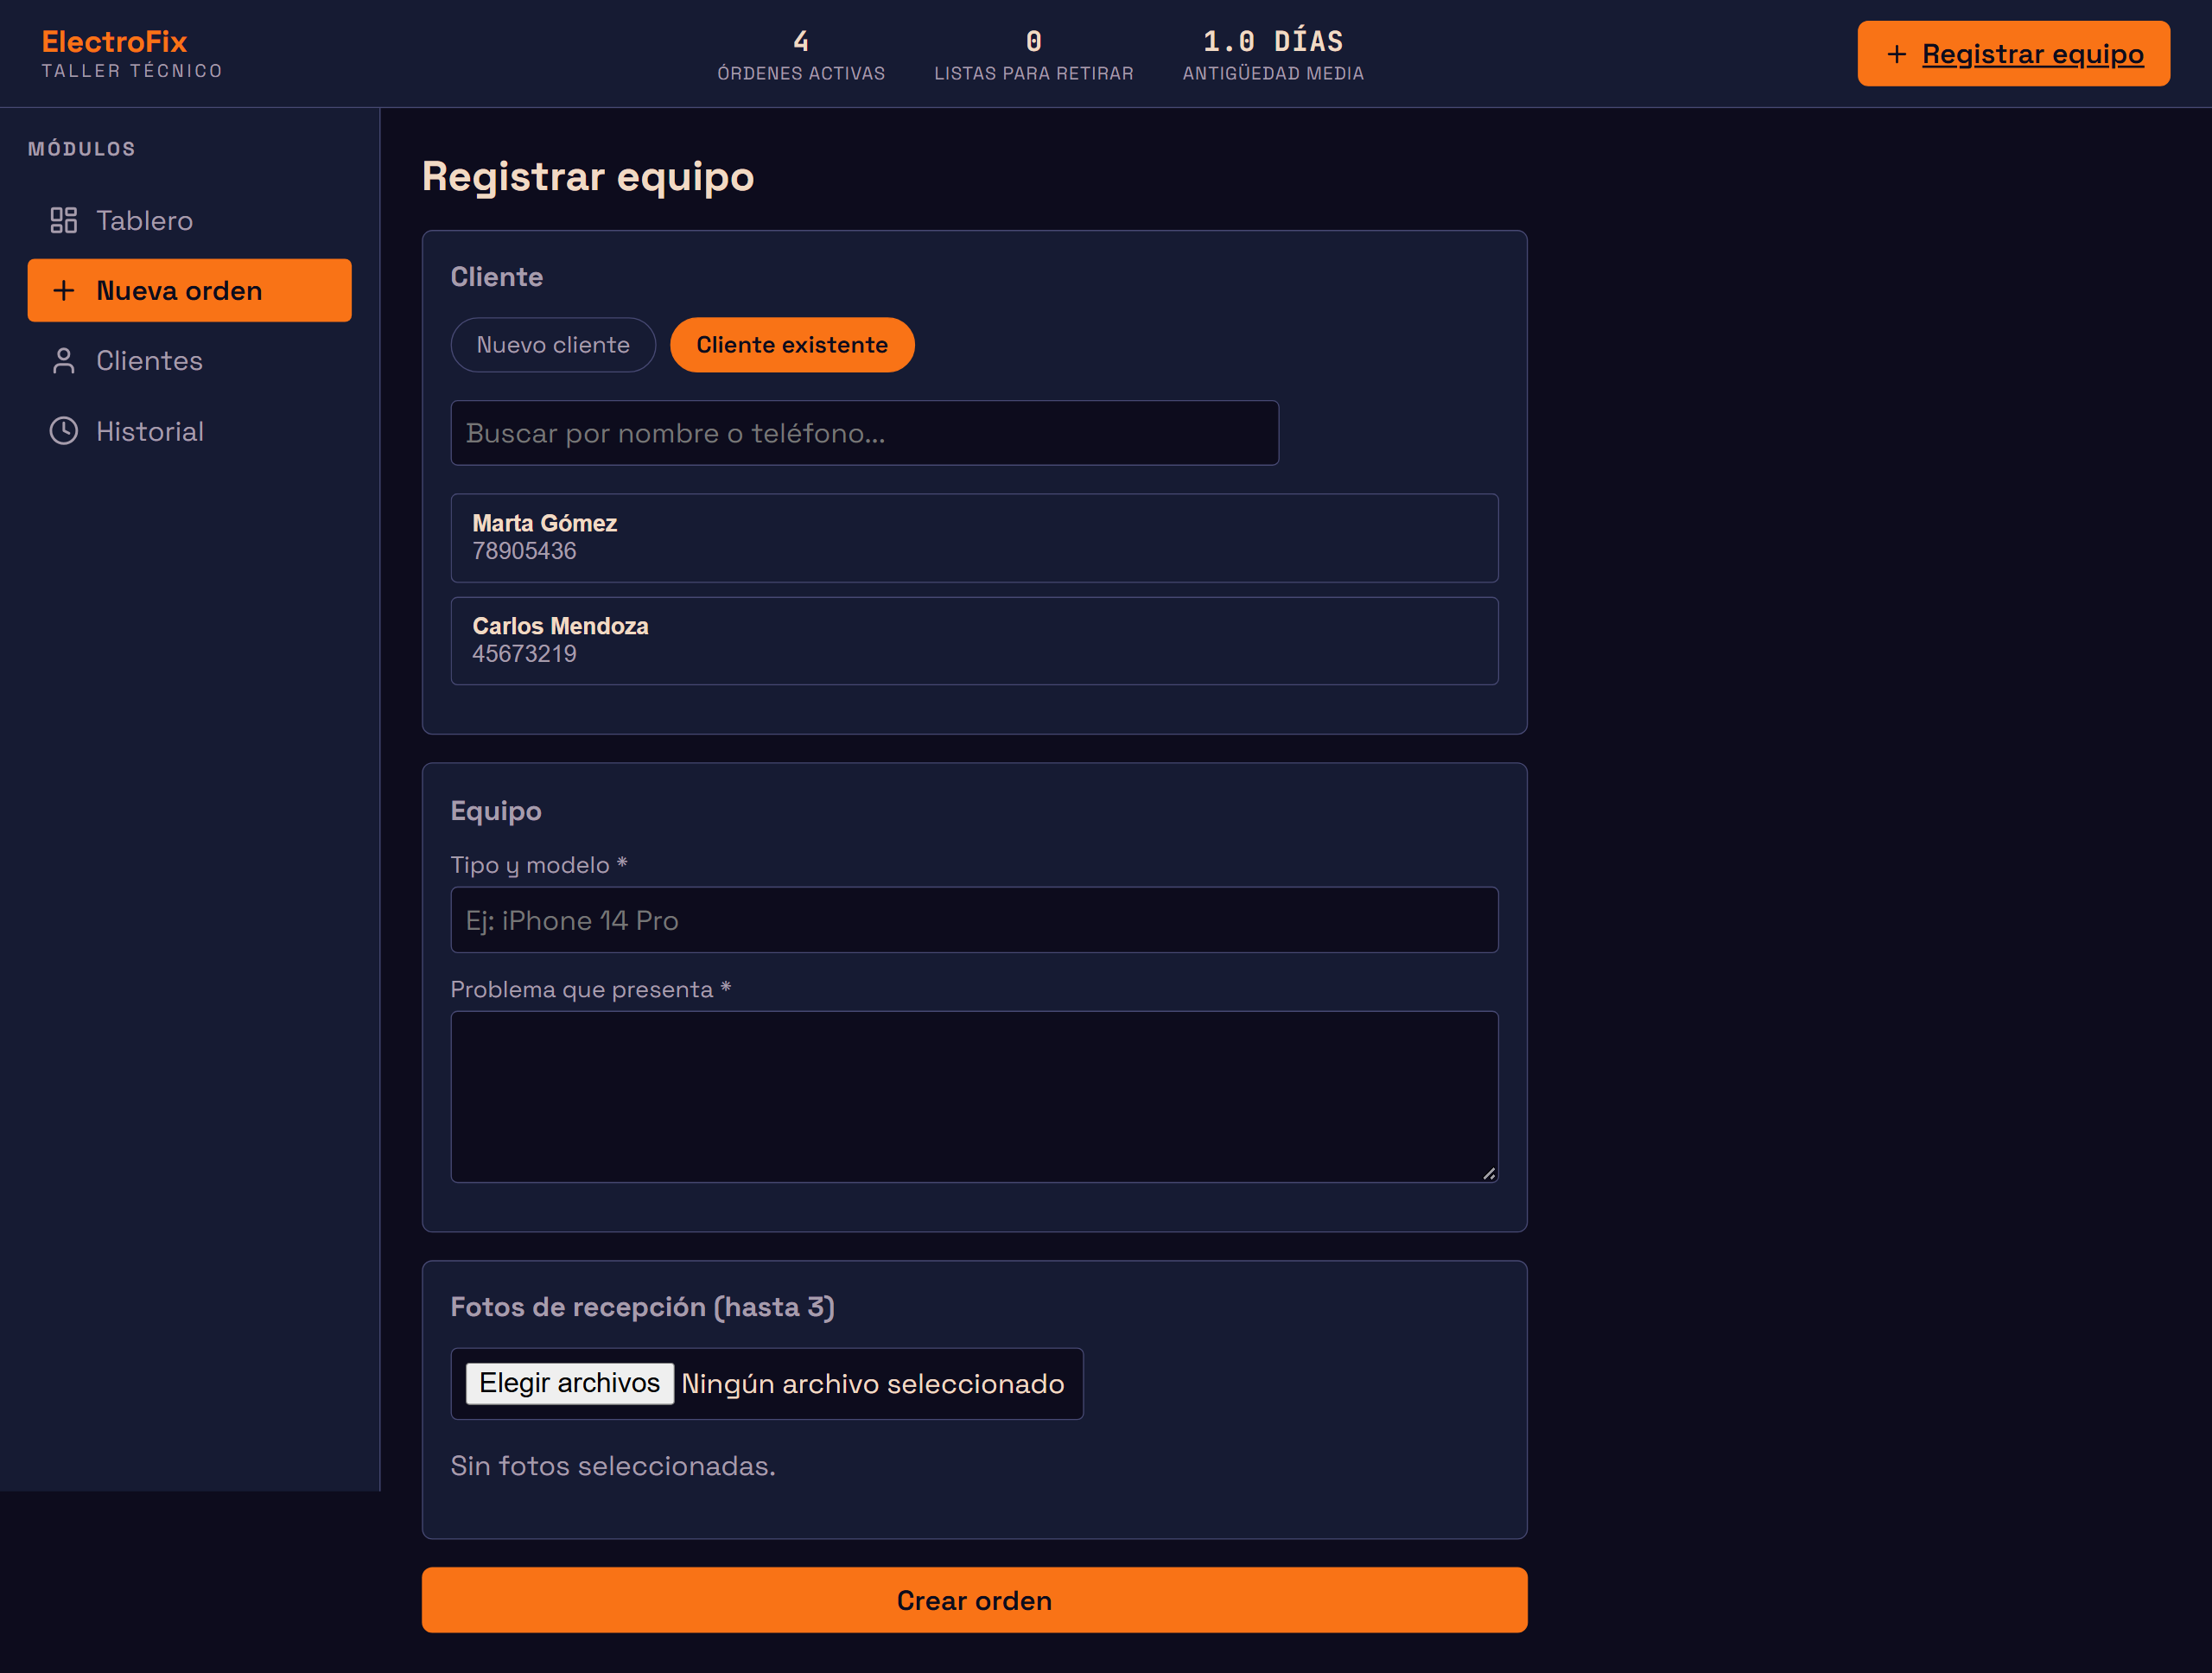 ElectroFix
TALLER TÉCNICO
4
ÓRDENES ACTIVAS
0
LISTAS PARA RETIRAR
1.0 DÍAS
ANTIGÜEDAD MEDIA
+ Registrar equipo
MÓDULOS
Tablero
+ Nueva orden
Clientes
Historial
Registrar equipo
Cliente
Nuevo cliente
Cliente existente
Buscar por nombre o teléfono...
Marta Gómez
78905436
Carlos Mendoza
45673219
Equipo
Tipo y modelo *
Ej: iPhone 14 Pro
Problema que presenta *
Fotos de recepción (hasta 3)
Elegir archivos Ningún archivo seleccionado
Sin fotos seleccionadas.
Crear orden